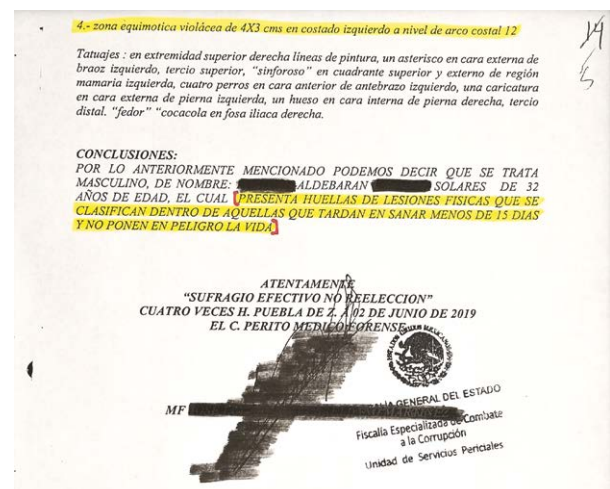 4.- zona equimotica violácea de 4X3 cms en costado izquierdo a nivel de arco costal 12
Tatuajes : en extremidad superior derecha líneas de pintura, un asterisco en cara externa de
braoz izquierdo, tercio superior, "sinforoso" en cuadrante superior y externo de región
mamaria izquierda, cuatro perros en cara anterior de antebrazo izquierdo, una caricatura
en cara externa de pierna izquierda, un hueso en cara interna de pierna derecha, tercio
distal. "fedor" "cocacola en fosa iliaca derecha.
CONCLUSIONES:
POR LO ANTERIORMENTE MENCIONADO PODEMOS DECIR QUE SE TRATA
MASCULINO, DE NOMBRE: ALDEBARAN SOLARES DE 32
AÑOS DE EDAD, EL CUAL PRESENTA HUELLAS DE LESIONES FISICAS QUE SE
CLASIFICAN DENTRO DE AQUELLAS QUE TARDAN EN SANAR MENOS DE 15 DIAS
Y NO PONEN EN PELIGRO LA VIDA
ATENTAMENTE
"SUFRAGIO EFECTIVO NO REELECCION"
CUATRO VECES H. PUEBLA DE Z. A 02 DE JUNIO DE 2019
EL C. PERITO MEDICO FORENSE
MF
GENERAL DEL ESTADO
Fiscalía Especializada de Combate
a la Corrupción
Unidad de Servicios Periciales